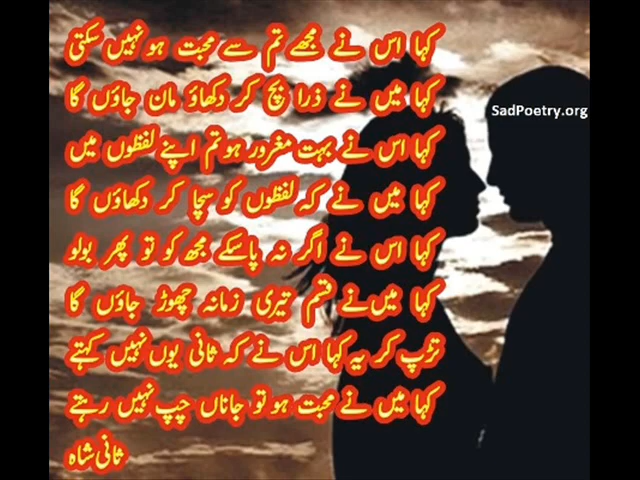 کہا اس نے مجھے تم سے محبت ہو نہیں سکتی
کہا میں نے ذرا بچ کر دکھاؤ مان جاؤں گا
کہا اس نے بہت مغرور ہو تم اپنے لفظوں میں
کہا میں نے کہ لفظوں کو سچا کر دکھاؤں گا
کہا اس نے اگر نہ پا سکے مجھ کو تو پھر بولو
کہا میں نے قسم تیری زمانہ چھوڑ جاؤں گا
تڑپ کر یہ کہا اس نے کہ ثانی یوں نہیں کہتے
کہا میں نے محبت ہو تو جاناں چپ نہیں رہتے
ثانی شاہ
SadPoetry.org